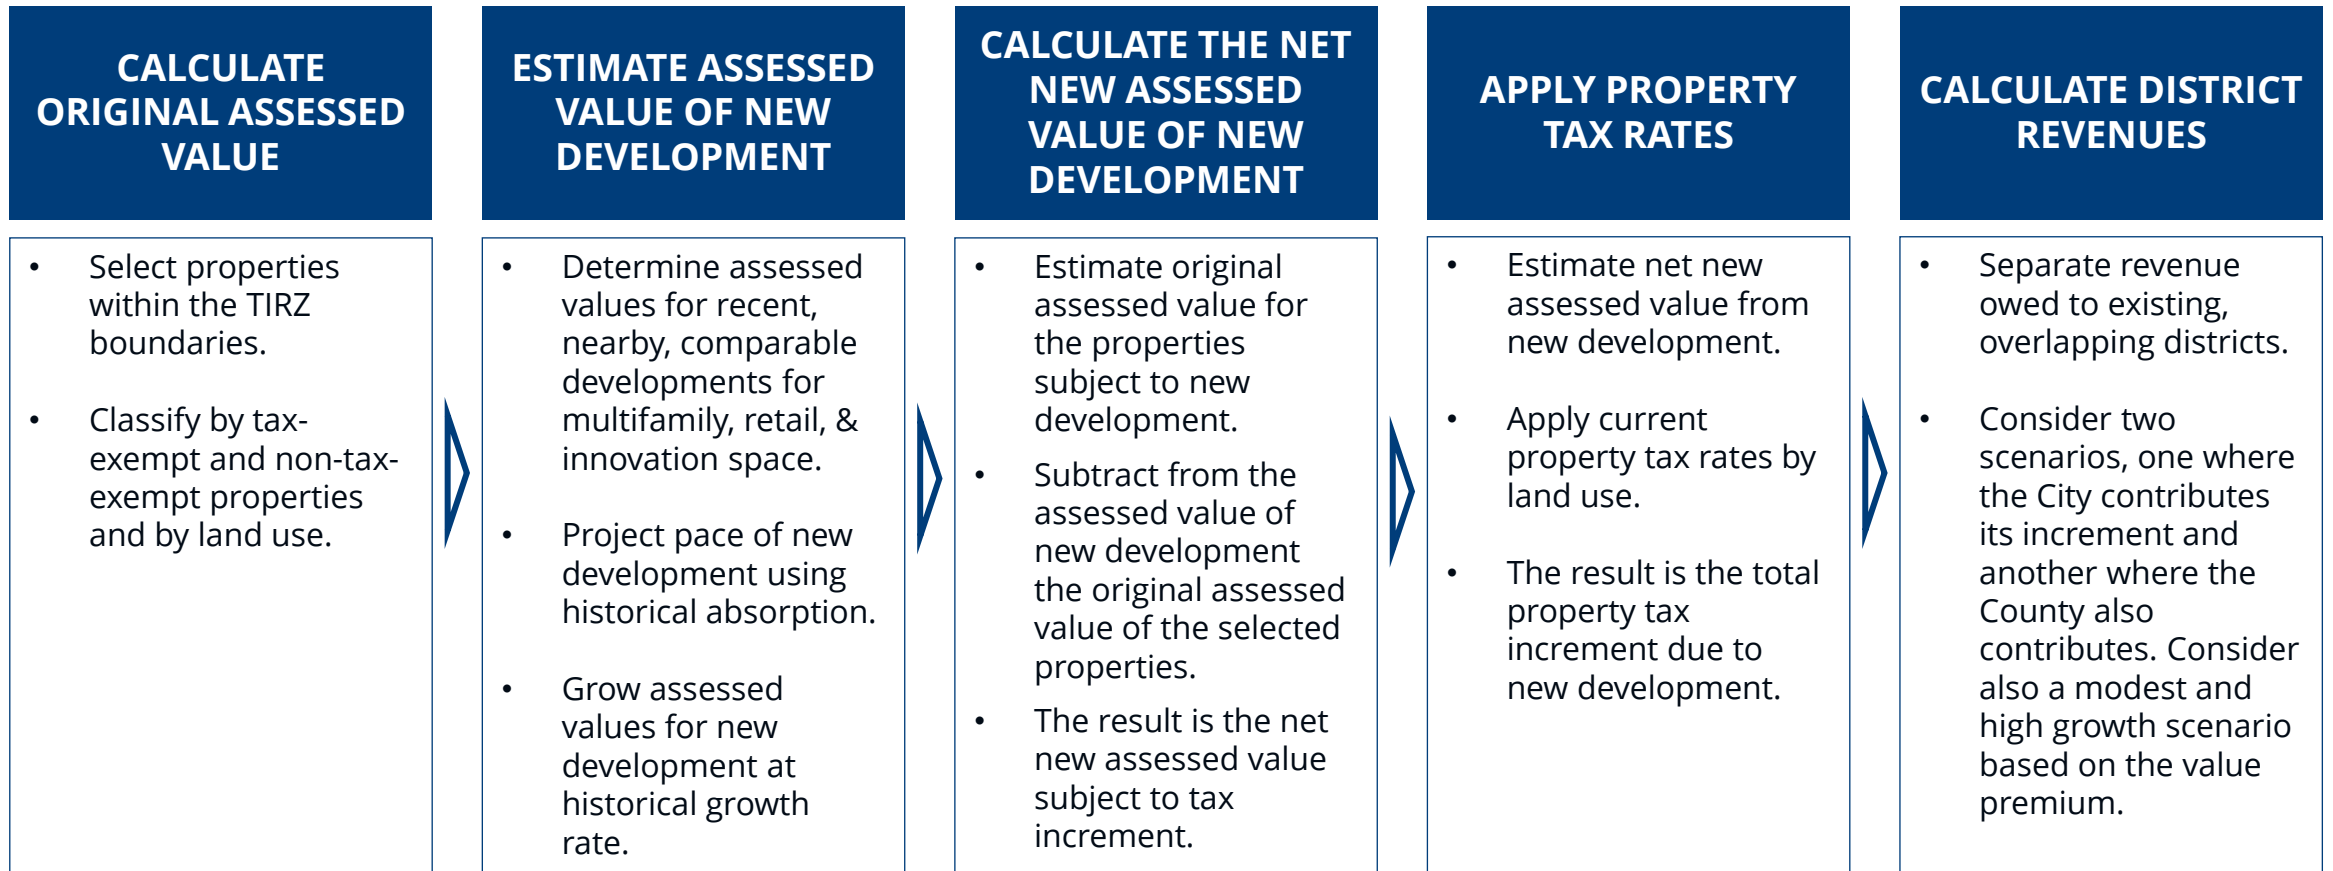 CALCULATE
ORIGINAL ASSESSED
VALUE
• Select properties
within the TIRZ
boundaries.
• Classify by tax-
exempt and non-tax-
exempt properties
and by land use.
ESTIMATE ASSESSED
VALUE OF NEW
DEVELOPMENT
• Determine assessed
values for recent,
nearby, comparable
developments for
multifamily, retail, &
innovation space.
• Project pace of new
development using
historical absorption.
• Grow assessed
values for new
development at
historical growth
rate.
CALCULATE THE NET
NEW ASSESSED
VALUE OF NEW
DEVELOPMENT
• Estimate original
assessed value for
the properties
subject to new
development.
• Subtract from the
assessed value of
new development
the original assessed
value of the selected
properties.
• The result is the net
new assessed value
subject to tax
increment.
APPLY PROPERTY
TAX RATES
• Estimate net new
assessed value from
new development.
• Apply current
property tax rates by
land use.
• The result is the total
property tax
increment due to
new development.
CALCULATE DISTRICT
REVENUES
• Separate revenue
owed to existing,
overlapping districts.
• Consider two
scenarios, one where
the City contributes
its increment and
another where the
County also
contributes. Consider
also a modest and
high growth scenario
based on the value
premium.